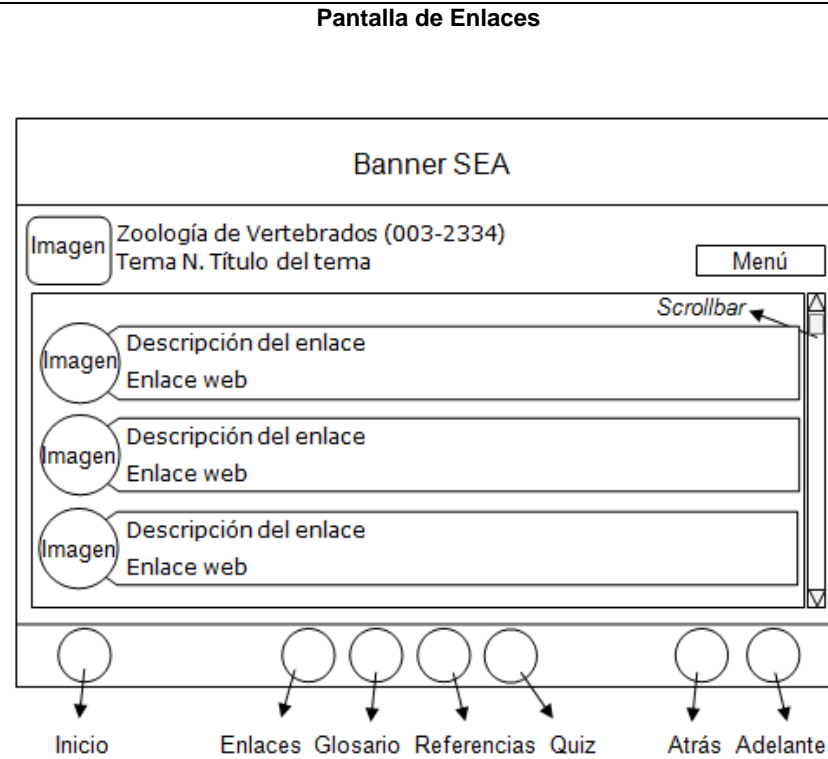 Pantalla de Enlaces
Banner SEA
Imagen
Zoología de Vertebrados (003-2334)
Tema N. Título del tema
Menú
Scrollbar
Imagen
Descripción del enlace
Enlace web
Imagen
Descripción del enlace
Enlace web
Imagen
Descripción del enlace
Enlace web
Inicio Enlaces Glosario Referencias Quiz Atrás Adelante